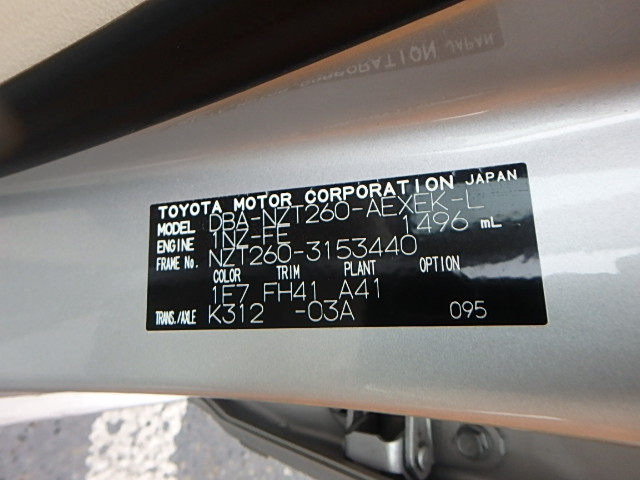 TOYOTA MOTOR CORPORATION JAPAN
MODEL DBA-NZT260-AEXEK-L
ENGINE 1NZ-FE 1496 mL
FRAME No. NZT260-3153440
COLOR TRIM PLANT OPTION
1E7 FH41 A41
TRANS./AXLE K312 -03A 095